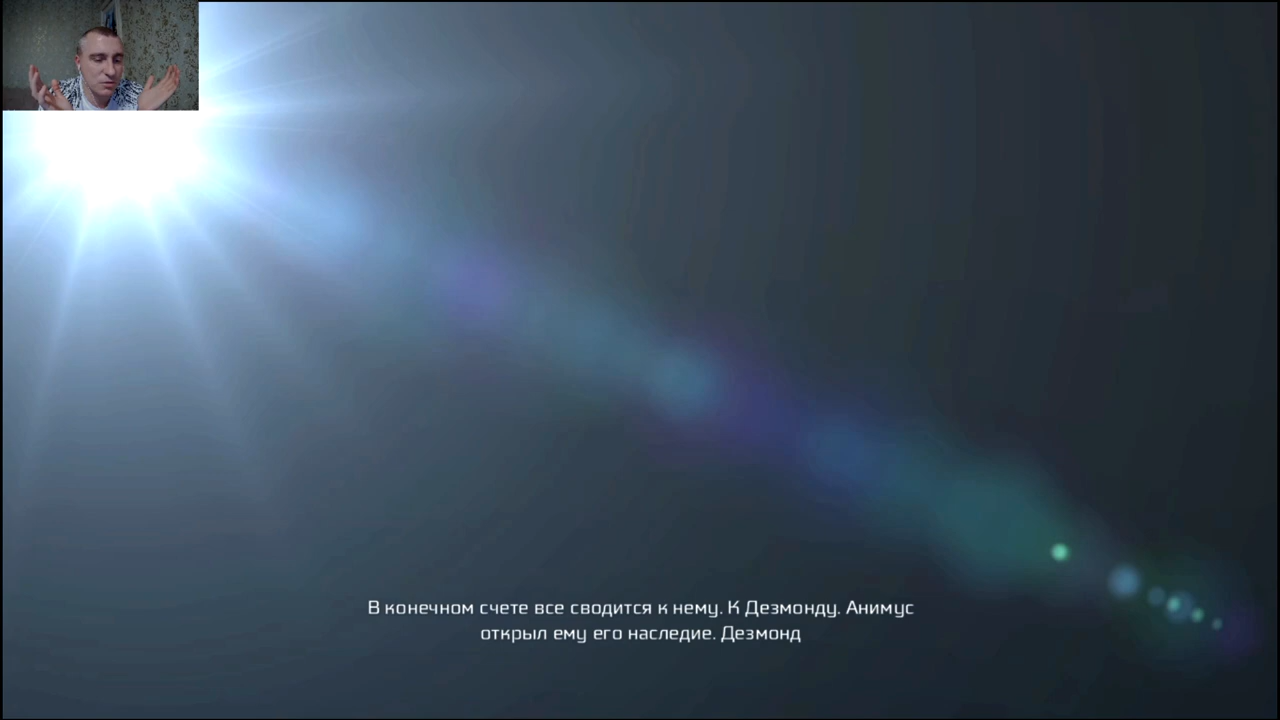 В конечном счете все сводится к нему. К Дезмонду. Анимус
открыл ему его наследие. Дезмонд